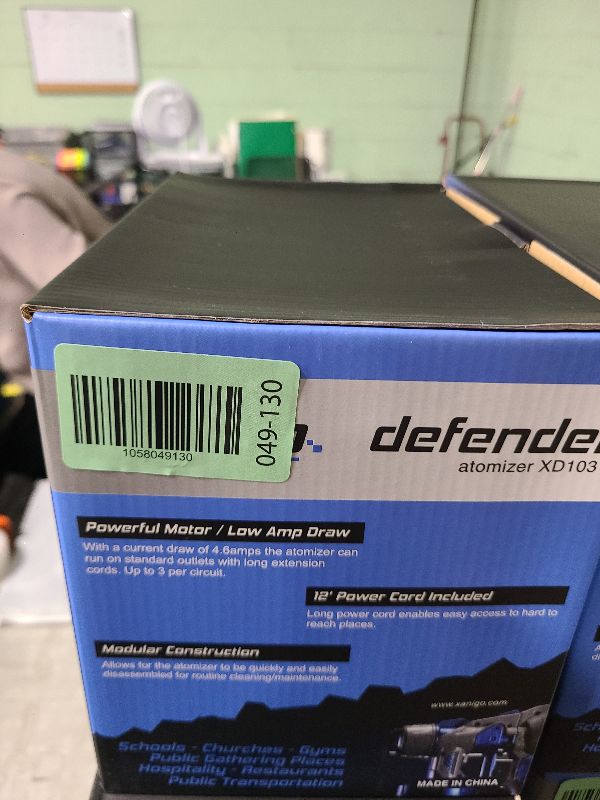 1058049130
049-130
defende
atomizer XD103
Powerful Motor / Low Amp Draw
With a current draw of 4.6amps the atomizer can
run on standard outlets with long extension
cords. Up to 3 per circuit.
12' Power Cord Included
Long power cord enables easy access to hard to
reach places.
Modular Construction
Allows for the atomizer to be quickly and easily
disassembled for routine cleaning/maintenance.
www.xanigo.com
Schools - Churches - Gyms
Public Gathering Places
Hospitality - Restaurants
Public Transportation
MADE IN CHINA